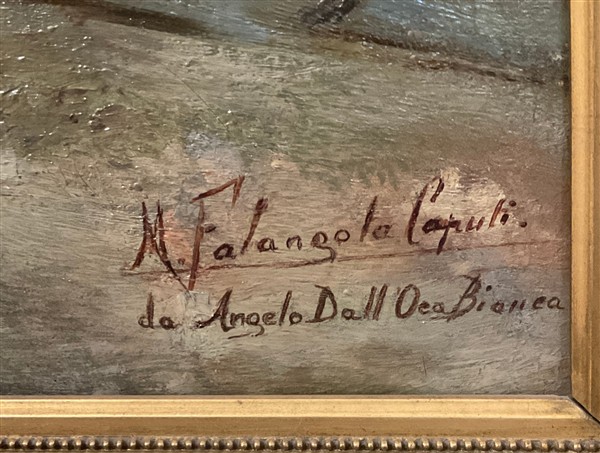 M. Falangola Caputi.
da Angelo Dall Oca Bianca